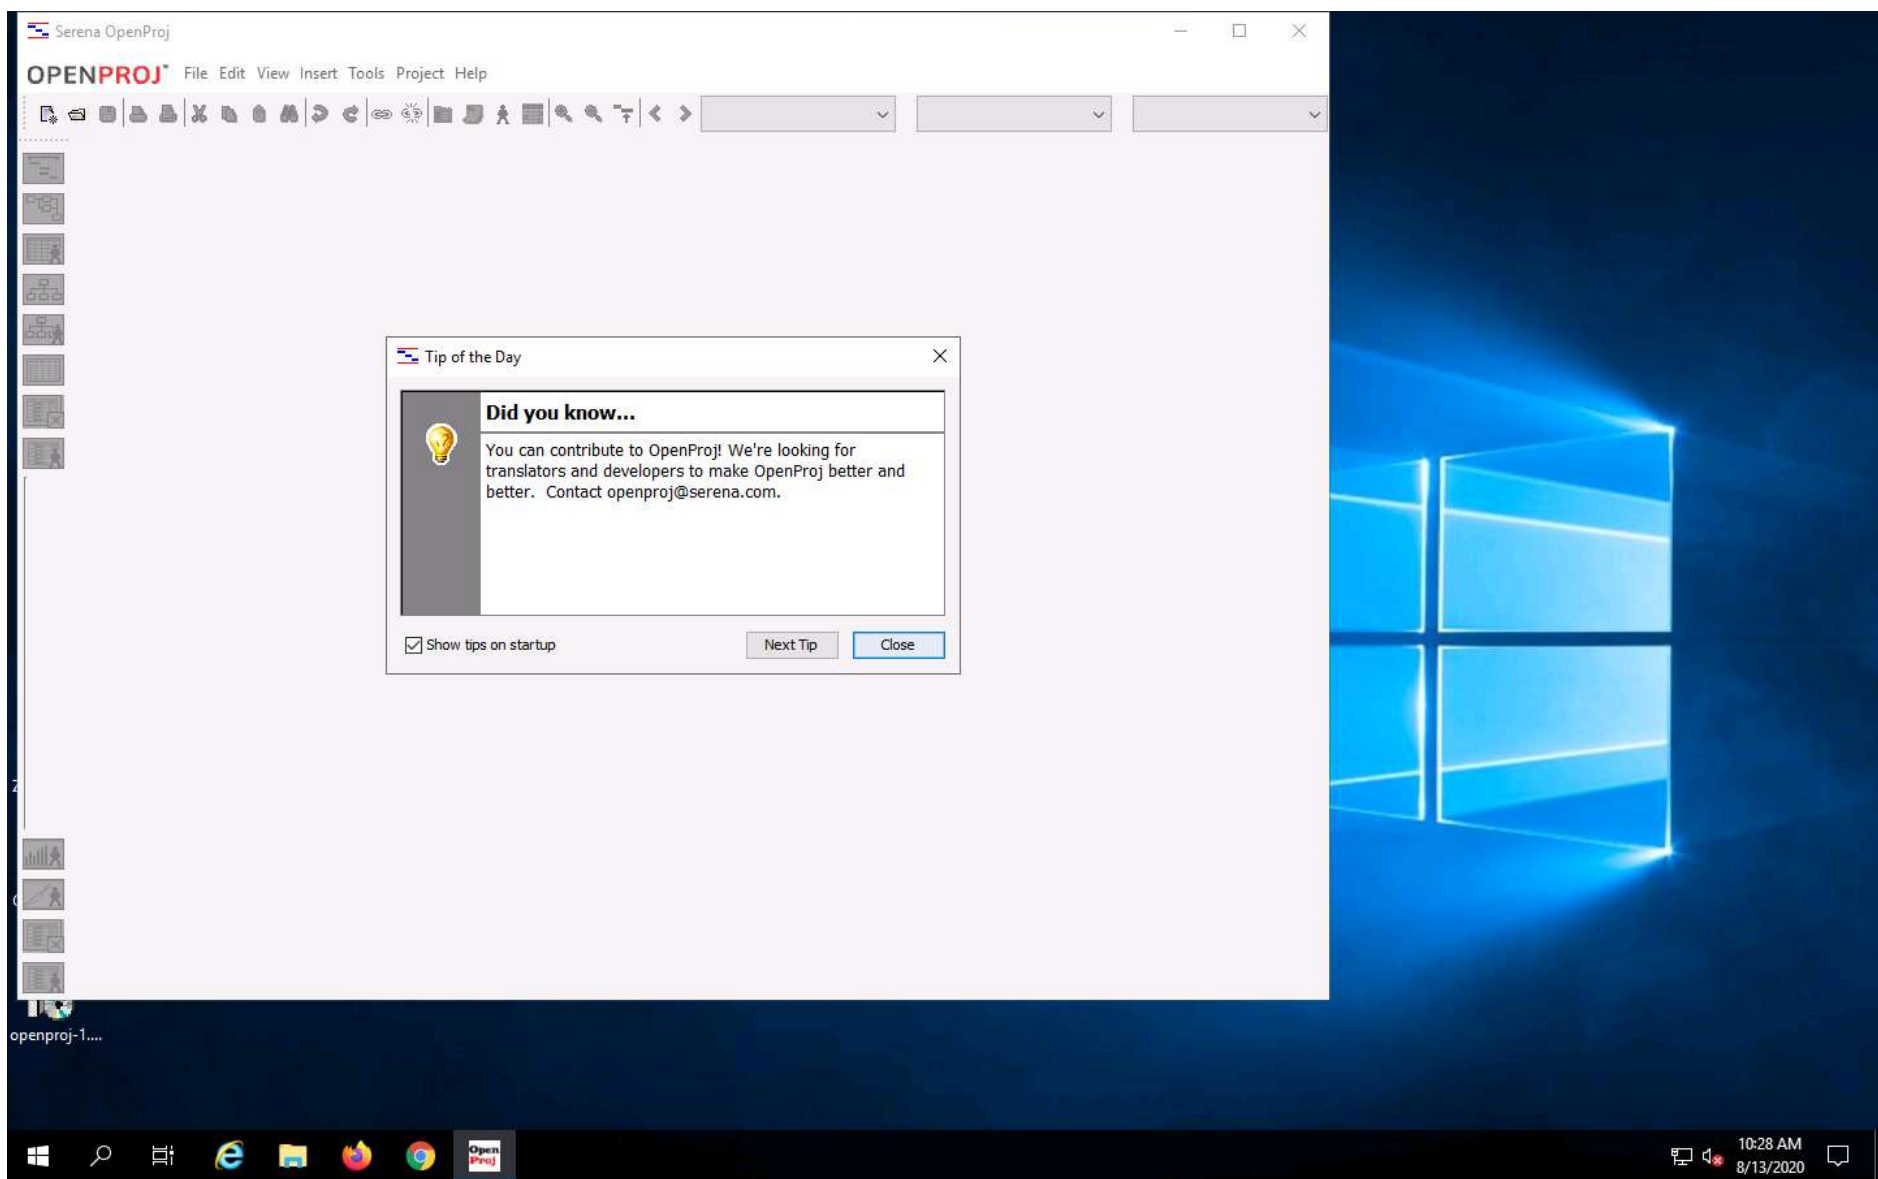 Serena OpenProj
OPENPROJ™ File Edit View Insert Tools Project Help
Tip of the Day
Did you know...
You can contribute to OpenProj! We're looking for
translators and developers to make OpenProj better and
better.  Contact openproj@serena.com.
Show tips on startup
Next Tip
Close
openproj-1....
Open
Proj
10:28 AM
8/13/2020